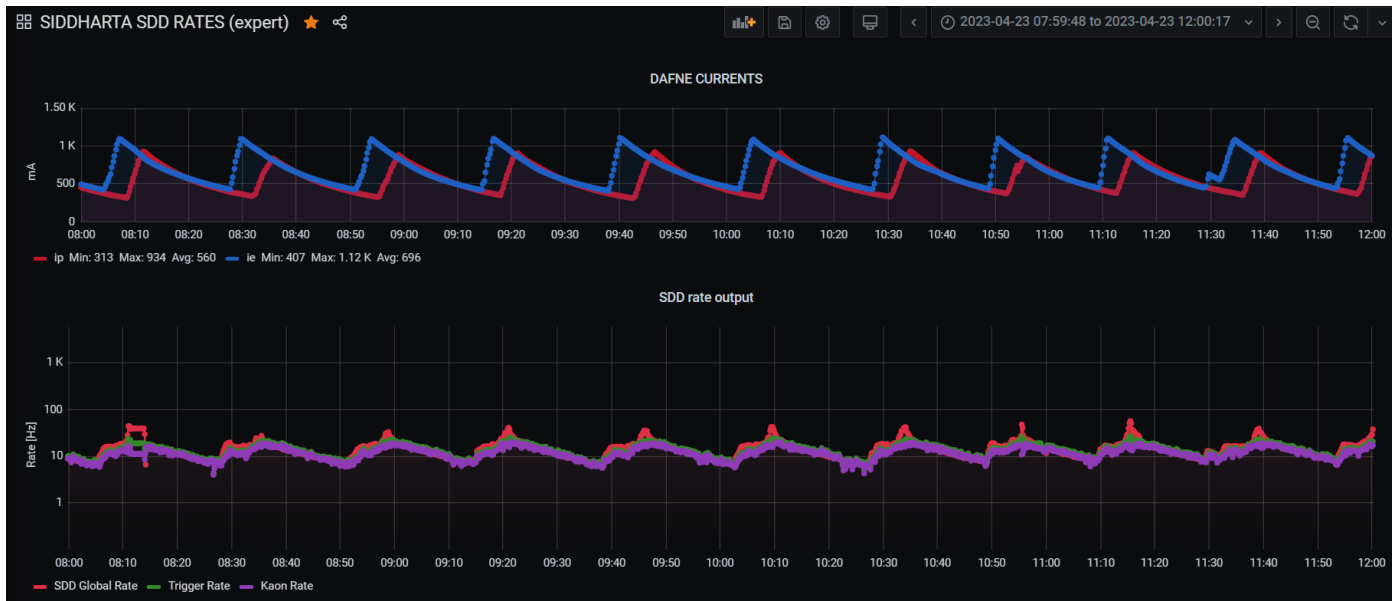 SIDDHARTA SDD RATES (expert)
2023-04-23 07:59:48 to 2023-04-23 12:00:17
DAFNE CURRENTS
1.50 K
1 K
500
0
mA
08:00 08:10 08:20 08:30 08:40 08:50 09:00 09:10 09:20 09:30 09:40 09:50 10:00 10:10 10:20 10:30 10:40 10:50 11:00 11:10 11:20 11:30 11:40 11:50 12:00
ip Min: 313 Max: 934 Avg: 560 ie Min: 407 Max: 1.12 K Avg: 696
SDD rate output
1 K
100
10
1
Rate [Hz]
08:00 08:10 08:20 08:30 08:40 08:50 09:00 09:10 09:20 09:30 09:40 09:50 10:00 10:10 10:20 10:30 10:40 10:50 11:00 11:10 11:20 11:30 11:40 11:50 12:00
SDD Global Rate Trigger Rate Kaon Rate